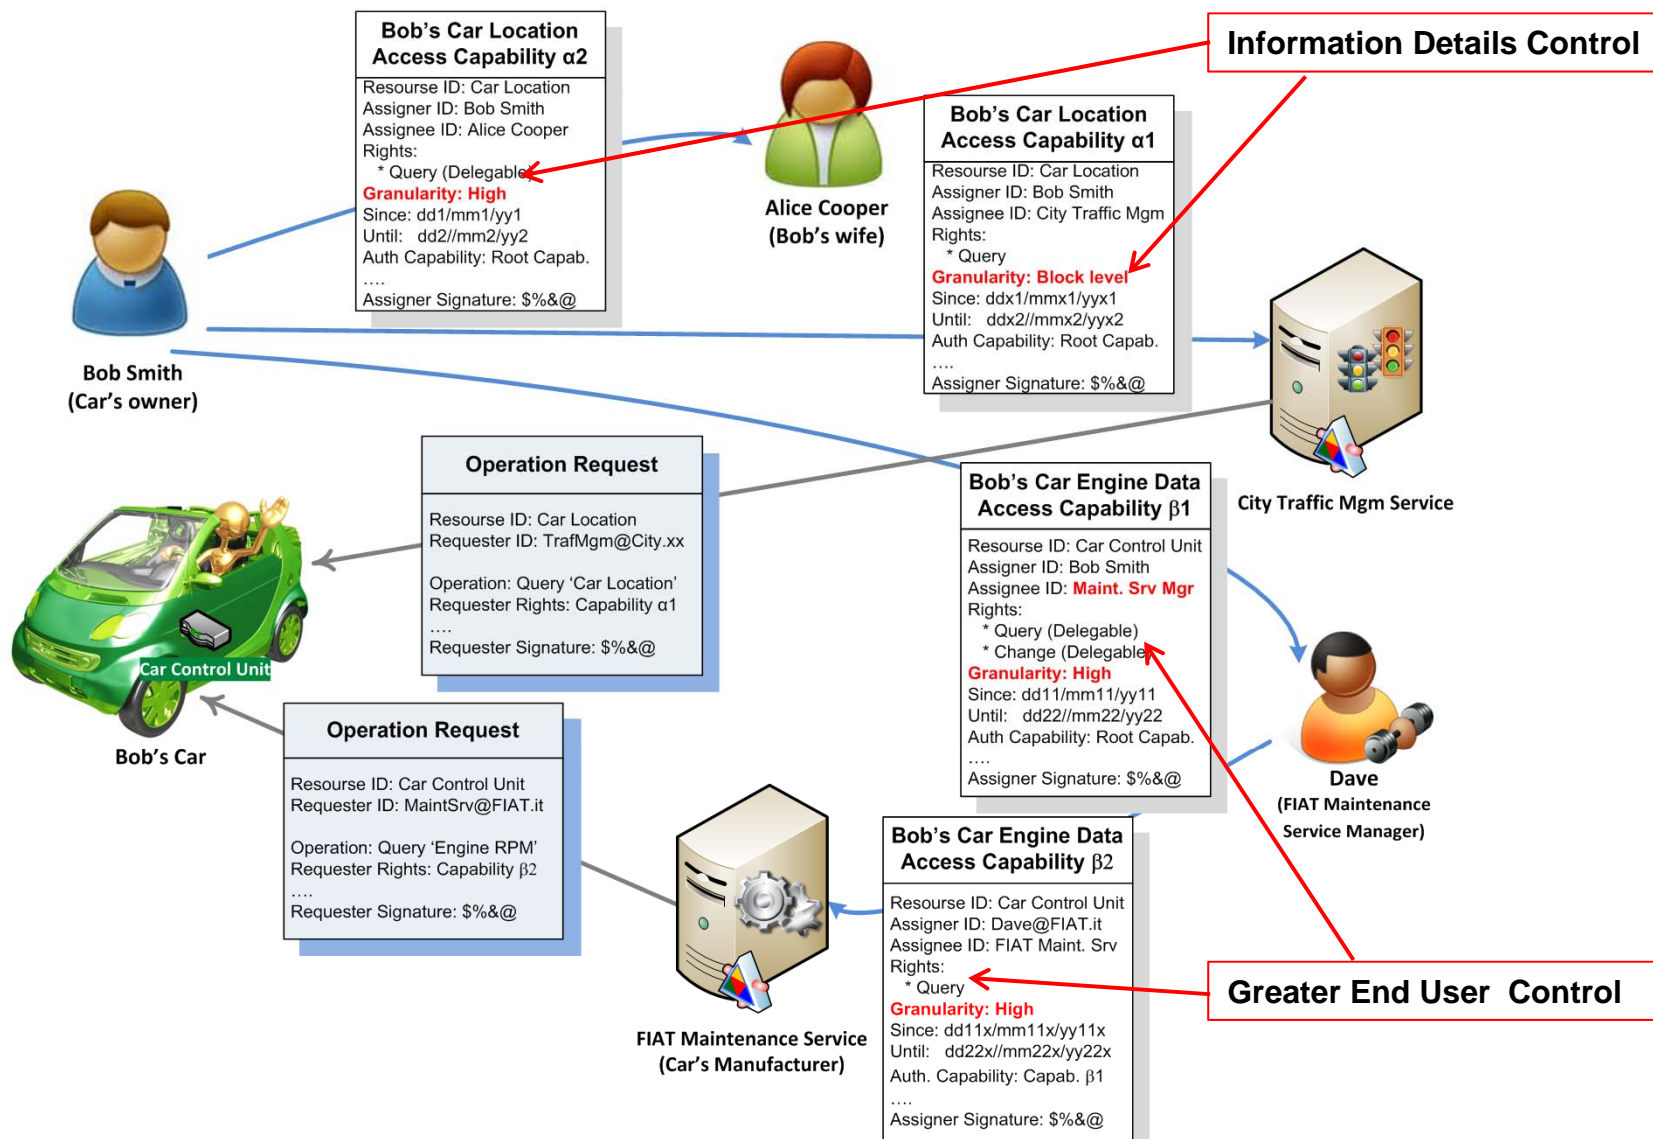 Bob's Car Location
Access Capability α2
Resourse ID: Car Location
Assigner ID: Bob Smith
Assignee ID: Alice Cooper
Rights:
* Query (Delegable)
Granularity: High
Since: dd1/mm1/yy1
Until: dd2//mm2/yy2
Auth Capability: Root Capab.
....
Assigner Signature: $%&@
Information Details Control
Alice Cooper
(Bob's wife)
Bob's Car Location
Access Capability α1
Resourse ID: Car Location
Assigner ID: Bob Smith
Assignee ID: City Traffic Mgm
Rights:
* Query
Granularity: Block level
Since: ddx1/mmx1/yyx1
Until: ddx2//mmx2/yyx2
Auth Capability: Root Capab.
....
Assigner Signature: $%&@
Bob Smith
(Car's owner)
City Traffic Mgm Service
Operation Request
Resourse ID: Car Location
Requester ID: TrafMgm@City.xx
Operation: Query 'Car Location'
Requester Rights: Capability α1
....
Requester Signature: $%&@
Bob's Car Engine Data
Access Capability β1
Resourse ID: Car Control Unit
Assigner ID: Bob Smith
Assignee ID: Maint. Srv Mgr
Rights:
* Query (Delegable)
* Change (Delegable)
Granularity: High
Since: dd11/mm11/yy11
Until: dd22//mm22/yy22
Auth Capability: Root Capab.
....
Assigner Signature: $%&@
Car Control Unit
Bob's Car
Dave
(FIAT Maintenance
Service Manager)
Operation Request
Resourse ID: Car Control Unit
Requester ID: MaintSrv@FIAT.it
Operation: Query 'Engine RPM'
Requester Rights: Capability β2
....
Requester Signature: $%&@
FIAT Maintenance Service
(Car's Manufacturer)
Bob's Car Engine Data
Access Capability β2
Resourse ID: Car Control Unit
Assigner ID: Dave@FIAT.it
Assignee ID: FIAT Maint. Srv
Rights:
* Query
Granularity: High
Since: dd11x/mm11x/yy11x
Until: dd22x//mm22x/yy22x
Auth. Capability: Capab. β1
....
Assigner Signature: $%&@
Greater End User Control